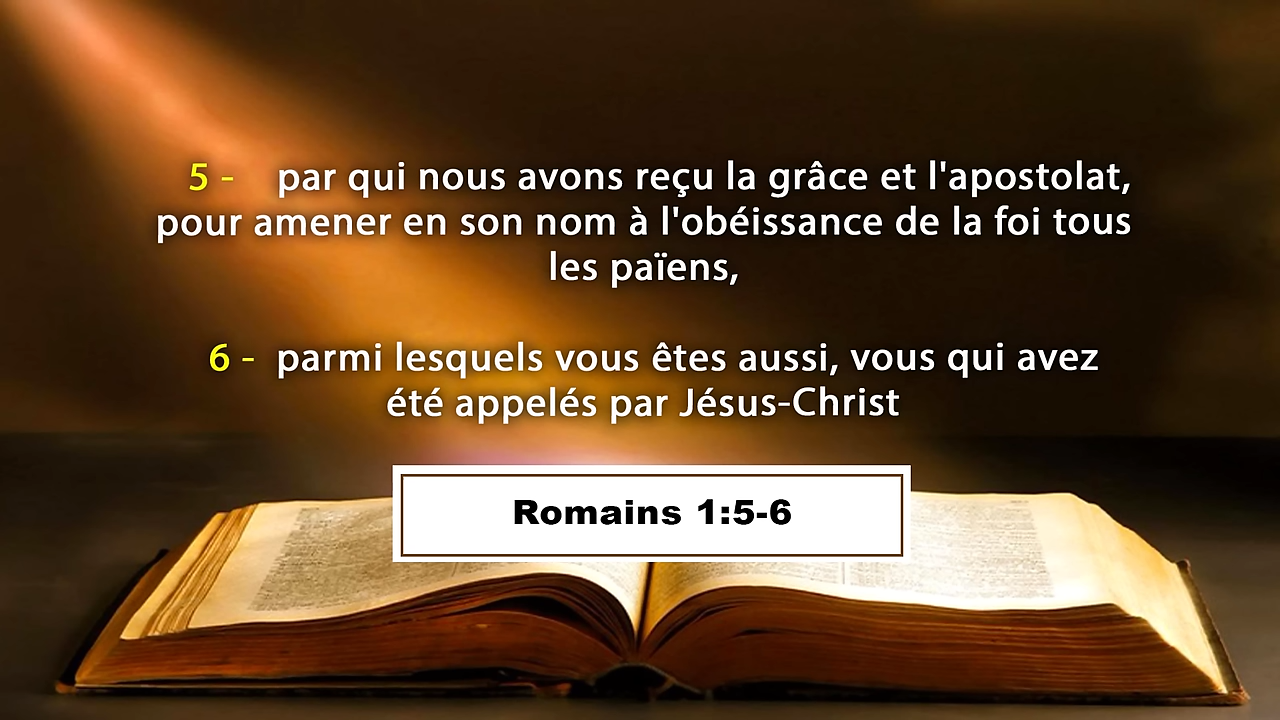 5 - par qui nous avons reçu la grâce et l'apostolat,
pour amener en son nom à l'obéissance de la foi tous
les païens,
6 - parmi lesquels vous êtes aussi, vous qui avez
été appelés par Jésus-Christ
Romains 1:5-6